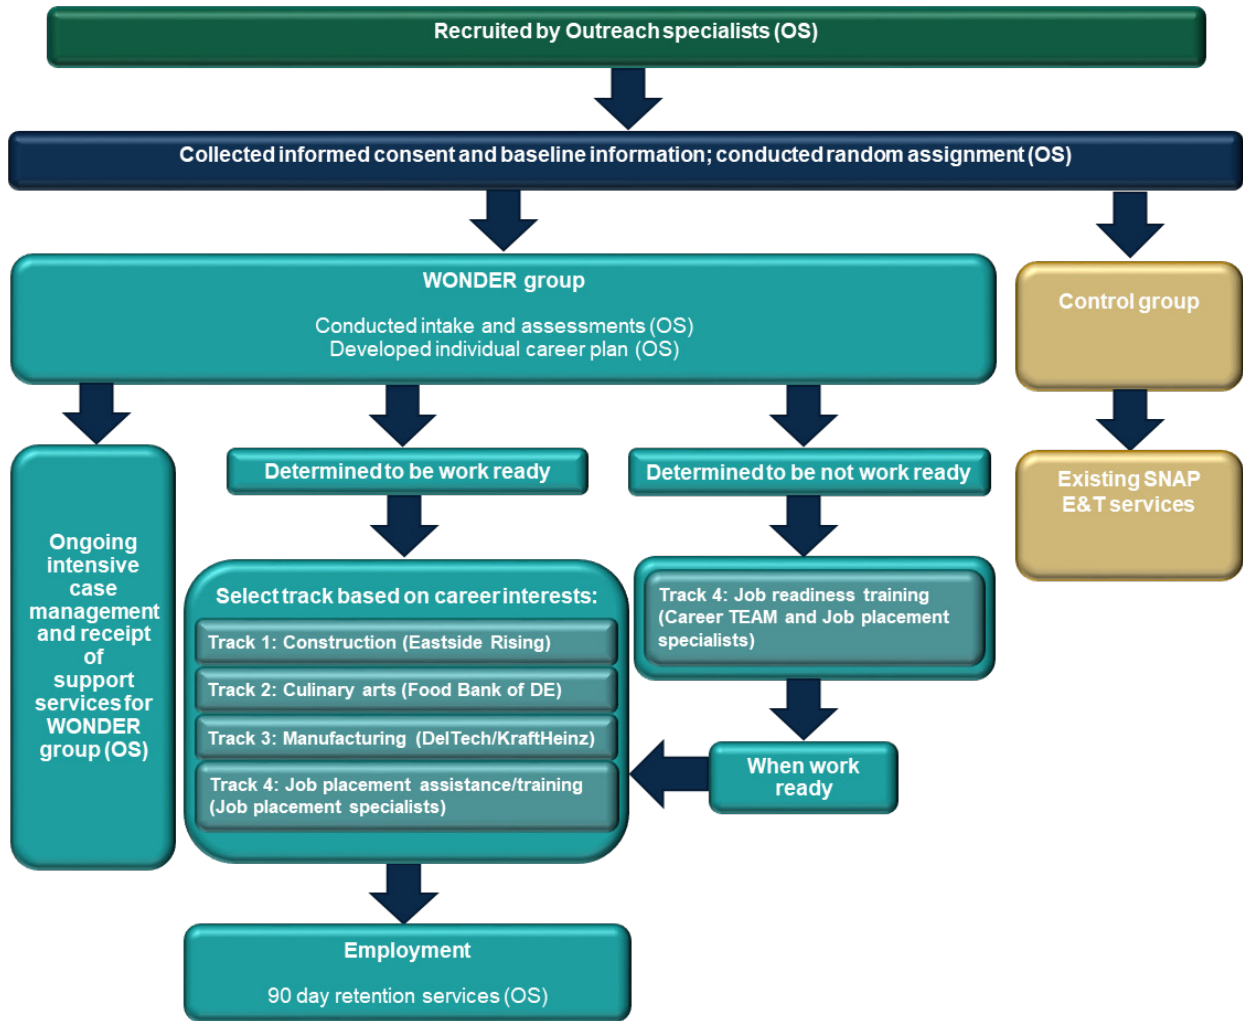 Recruited by Outreach specialists (OS)
Collected informed consent and baseline information; conducted random assignment (OS)
WONDER group
Conducted intake and assessments (OS)
Developed individual career plan (OS)
Control group
Ongoing
intensive
case
management
and receipt
of
support
services for
WONDER
group (OS)
Determined to be work ready
Determined to be not work ready
Existing SNAP
E&T services
Select track based on career interests:
Track 1: Construction (Eastside Rising)
Track 2: Culinary arts (Food Bank of DE)
Track 3: Manufacturing (DelTech/KraftHeinz)
Track 4: Job placement assistance/training
(Job placement specialists)
Track 4: Job readiness training
(Career TEAM and Job placement
specialists)
When work
ready
Employment
90 day retention services (OS)